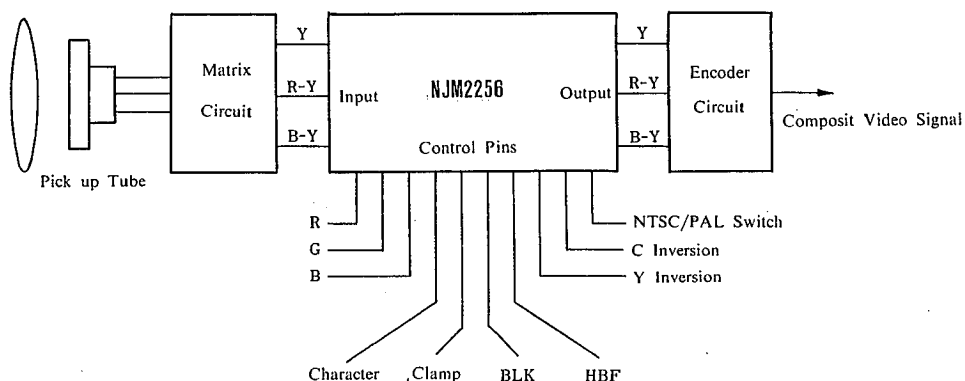 Pick up Tube
Matrix
Circuit
Y
R-Y
B-Y
Input
NJM2256
Output
Control Pins
Y
R-Y
B-Y
Encoder
Circuit
Composit Video Signal
R
G
B
NTSC/PAL Switch
C Inversion
Y Inversion
Character
Clamp
BLK
HBF